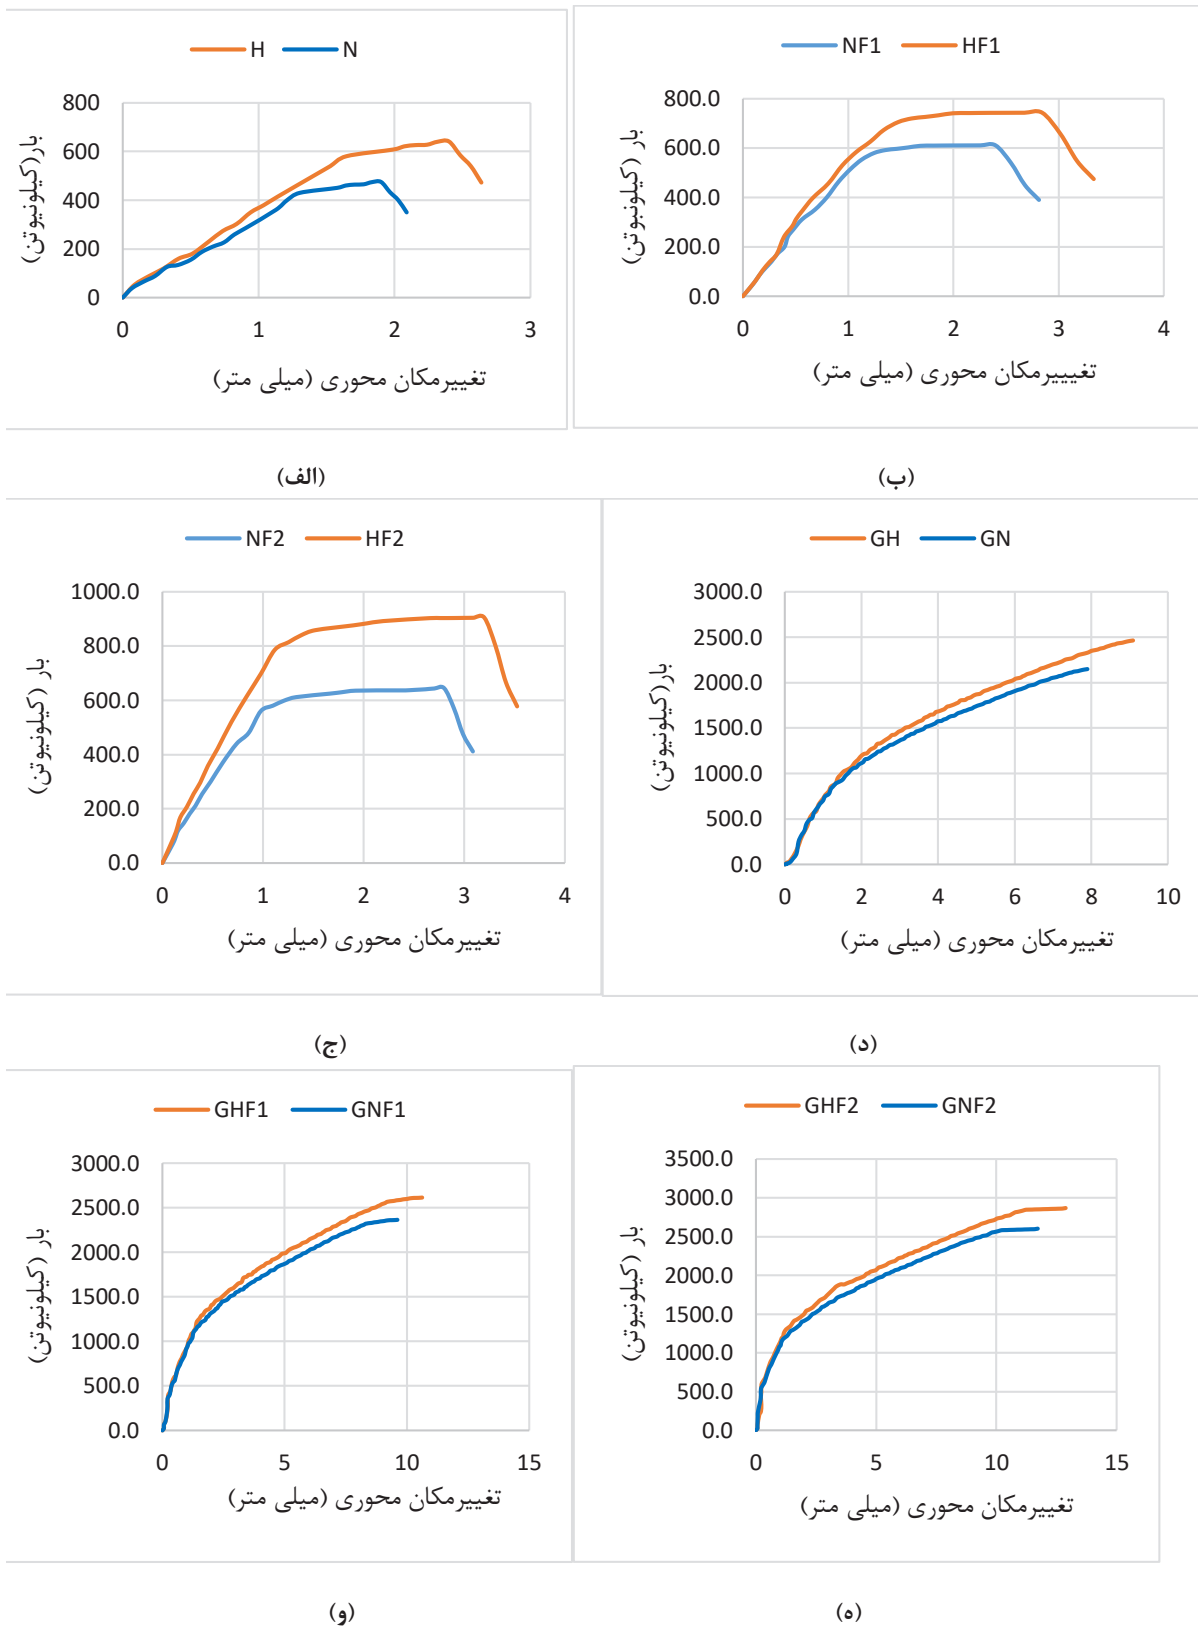 H N
800
600
400
200
0
0 1 2 3
بار(کیلونیوتن)
تغییرمکان محوری (میلی متر)
(الف)
NF1 HF1
800.0
600.0
400.0
200.0
0.0
0 1 2 3 4
بار (کیلونیوتن)
تغیییرمکان محوری (میلی متر)
(ب)
NF2 HF2
1000.0
800.0
600.0
400.0
200.0
0.0
0 1 2 3 4
بار (کیلونیوتن)
تغییرمکان محوری (میلی متر)
(ج)
GH GN
3000.0
2500.0
2000.0
1500.0
1000.0
500.0
0.0
0 2 4 6 8 10
بار(کیلونیوتن)
تغییرمکان محوری (میلی متر)
(د)
GHF1 GNF1
3000.0
2500.0
2000.0
1500.0
1000.0
500.0
0.0
0 5 10 15
بار (کیلونیوتن)
تغییرمکان محوری (میلی متر)
(و)
GHF2 GNF2
3500.0
3000.0
2500.0
2000.0
1500.0
1000.0
500.0
0.0
0 5 10 15
بار (کیلونیوتن)
تغییرمکان محوری (میلی متر)
(ه)